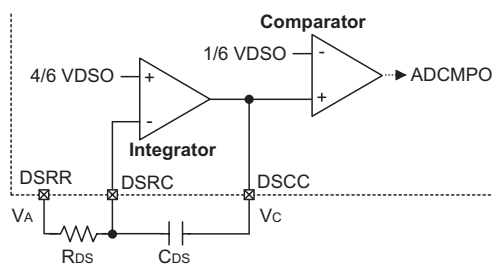 Comparator
1/6 VDSO
-
+
ADCMPO
4/6 VDSO
+
-
Integrator
DSRR
DSRC
DSCC
VA
VC
RDS
CDS